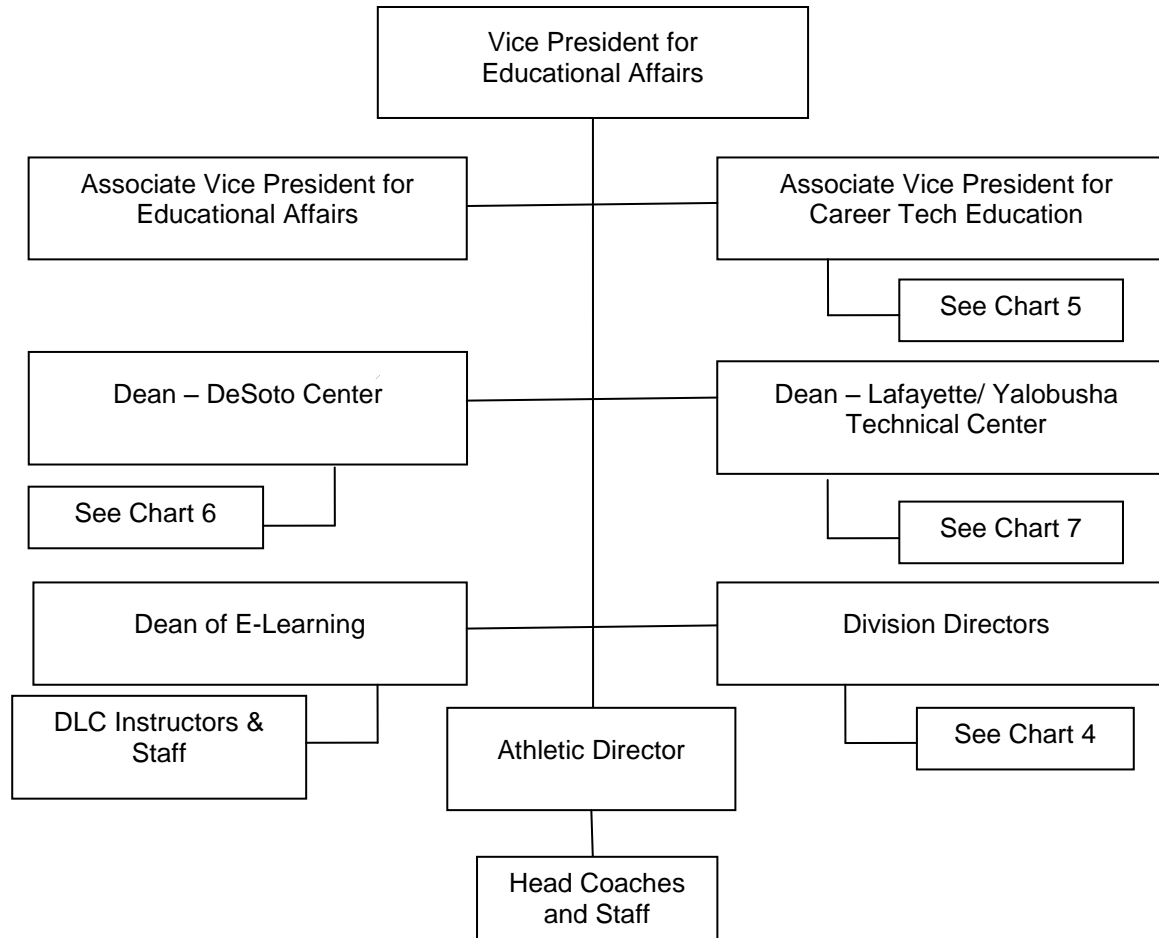 Vice President for
Educational Affairs
Associate Vice President for
Educational Affairs
Associate Vice President for
Career Tech Education
See Chart 5
Dean – DeSoto Center
Dean – Lafayette/ Yalobusha
Technical Center
See Chart 6
See Chart 7
Dean of E-Learning
Division Directors
DLC Instructors &
Staff
Athletic Director
See Chart 4
Head Coaches
and Staff